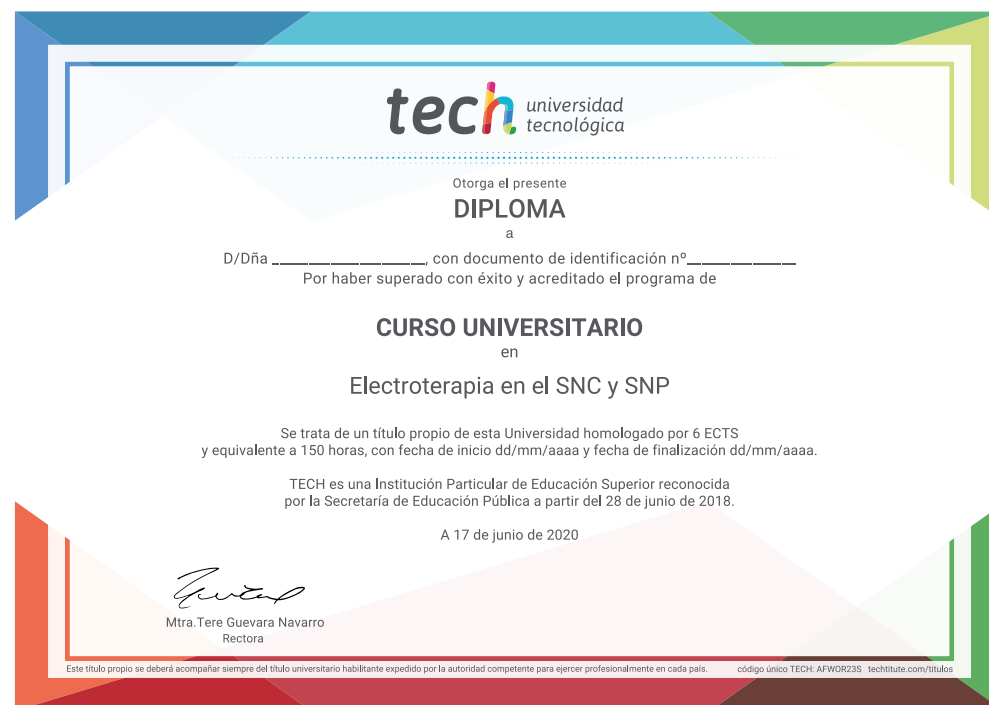 tech universidad
tecnológica
Otorga el presente
DIPLOMA
a
D/Dña _____________________, con documento de identificación nº_______________
Por haber superado con éxito y acreditado el programa de
CURSO UNIVERSITARIO
en
Electroterapia en el SNC y SNP
Se trata de un título propio de esta Universidad homologado por 6 ECTS
y equivalente a 150 horas, con fecha de inicio dd/mm/aaaa y fecha de finalización dd/mm/aaaa.
TECH es una Institución Particular de Educación Superior reconocida
por la Secretaría de Educación Pública a partir del 28 de junio de 2018.
A 17 de junio de 2020
Mtra.Tere Guevara Navarro
Rectora
Este título propio se deberá acompañar siempre del título universitario habilitante expedido por la autoridad competente para ejercer profesionalmente en cada país. código único TECH: AFWOR23S techtitute.com/titulos